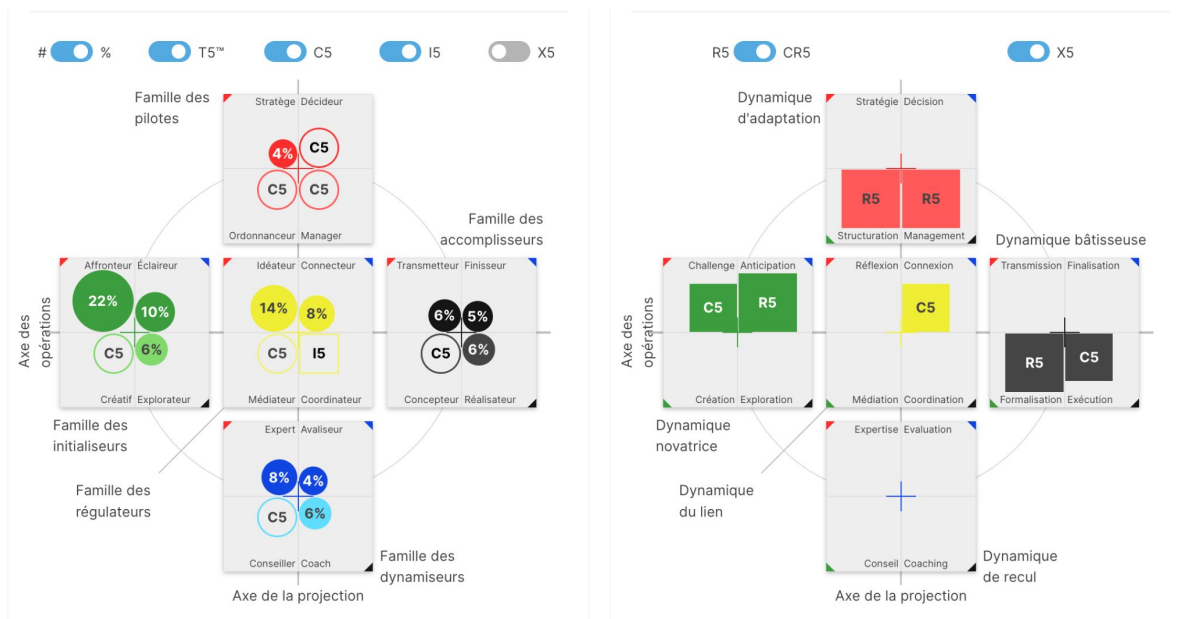 # % T5™ C5 I5 X5
Famille des
pilotes
Stratège Décideur
4% C5
C5 C5
Ordonnanceur Manager
Famille des
accomplisseurs
Axe des
opérations
Affronteur Éclaireur
22% 10%
C5 6%
Créatif Explorateur
Idéateur Connecteur
14% 8%
C5 I5
Médiateur Coordinateur
Transmetteur Finisseur
6% 5%
C5 6%
Concepteur Réalisateur
Famille des
initialiseurs
Famille des
régulateurs
Expert Avaliseur
8% 4%
C5 6%
Conseiller Coach
Famille des
dynamiseurs
Axe de la projection
R5 CR5 X5
Dynamique
d'adaptation
Stratégie Décision
R5 R5
Structuration Management
Dynamique bâtisseuse
Axe des
opérations
Challenge Anticipation
C5 R5
Création Exploration
Réflexion Connexion
C5
Médiation Coordination
Transmission Finalisation
R5 C5
Formalisation Exécution
Dynamique
novatrice
Dynamique
du lien
Expertise Evaluation
Conseil Coaching
Dynamique
de recul
Axe de la projection